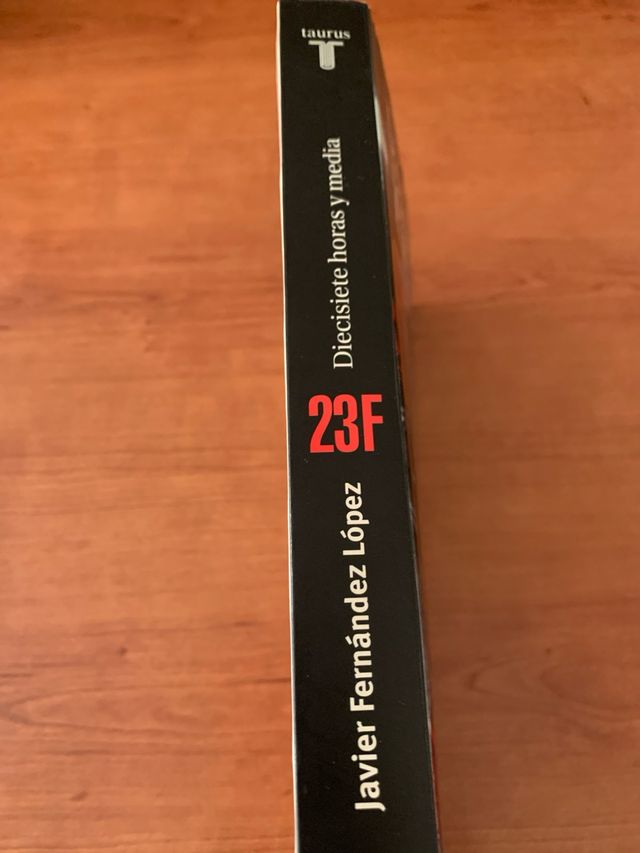 taurus
Diecisiete horas y media
23F
Javier Fernández López